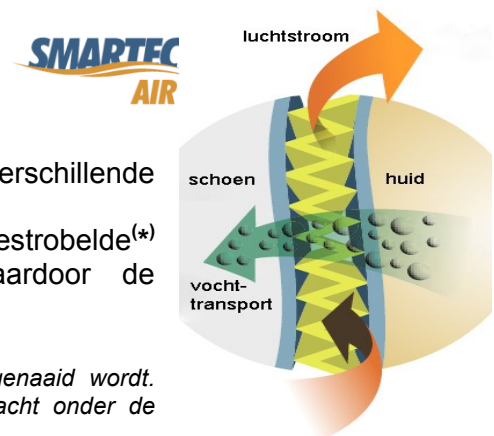 SMARTEC
AIR
luchtstroom
schoen
huid
vocht-
transport
erschillende
estrobelde(*)
aardoor de
genaaid wordt.
acht onder de